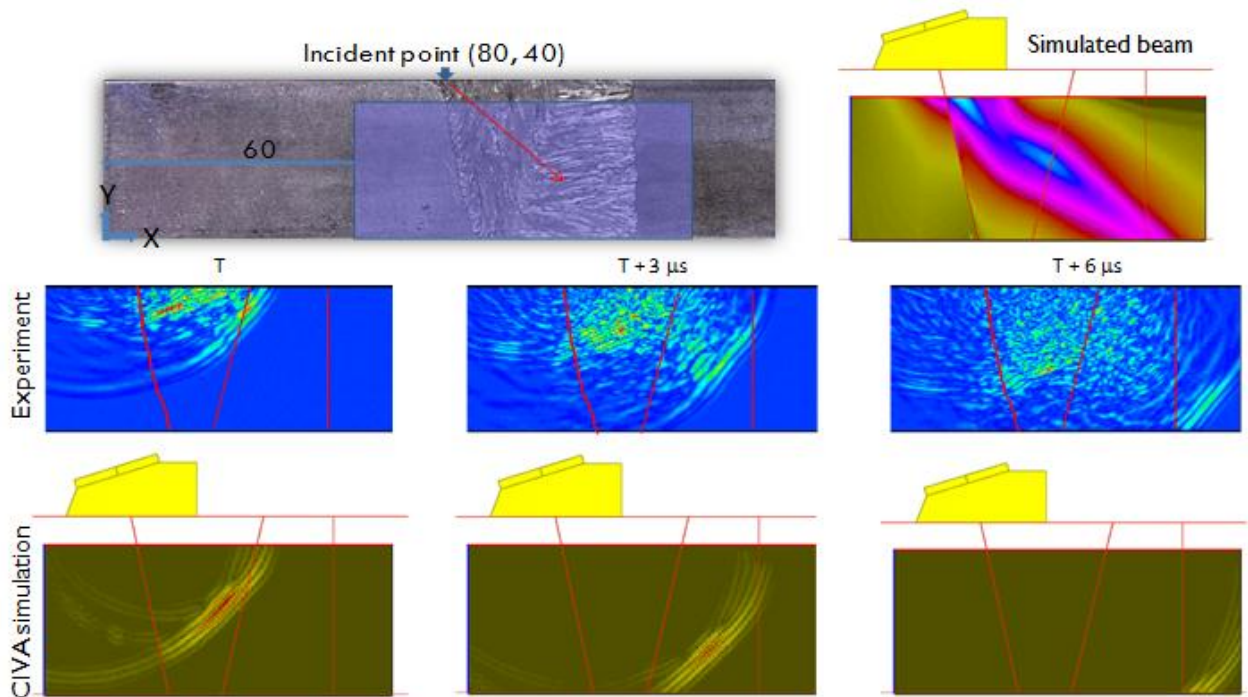 Incident point (80, 40)
Simulated beam
60
Y
X
T
T + 3 µs
T + 6 µs
Experiment
CIVA simulation